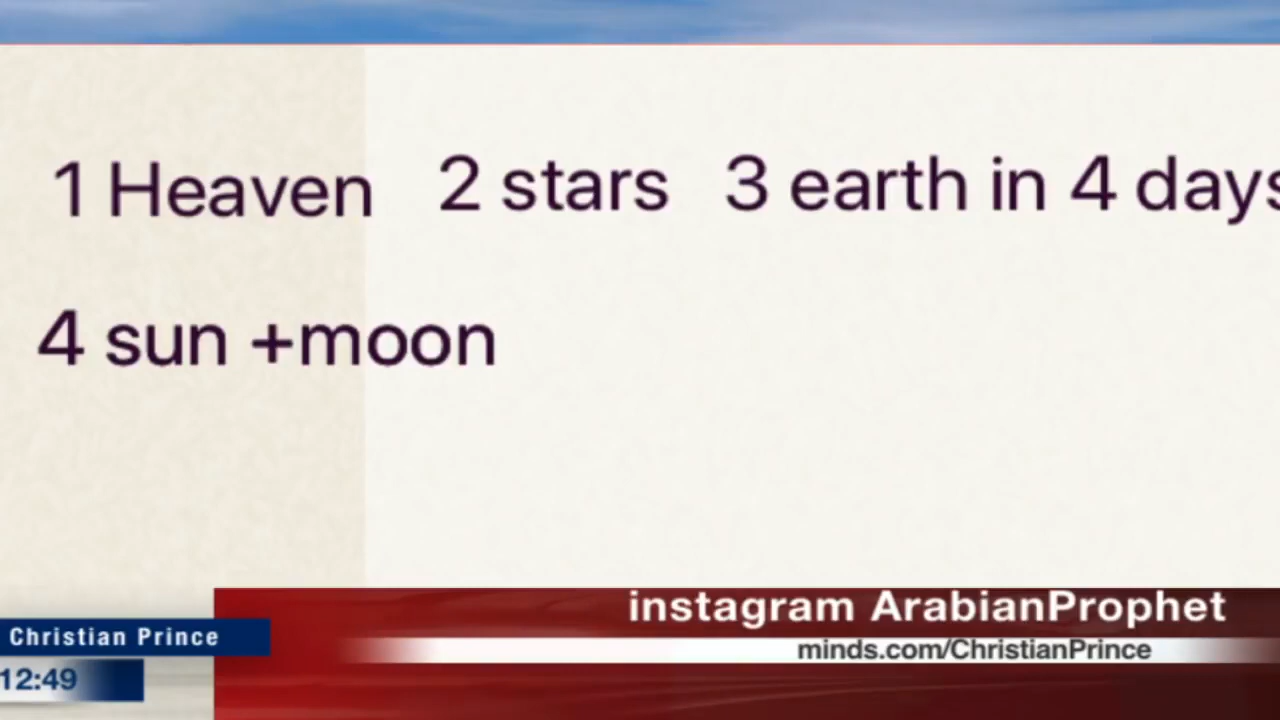 1 Heaven 2 stars 3 earth in 4 days
4 sun +moon
instagram ArabianProphet
Christian Prince
minds.com/ChristianPrince
12:49